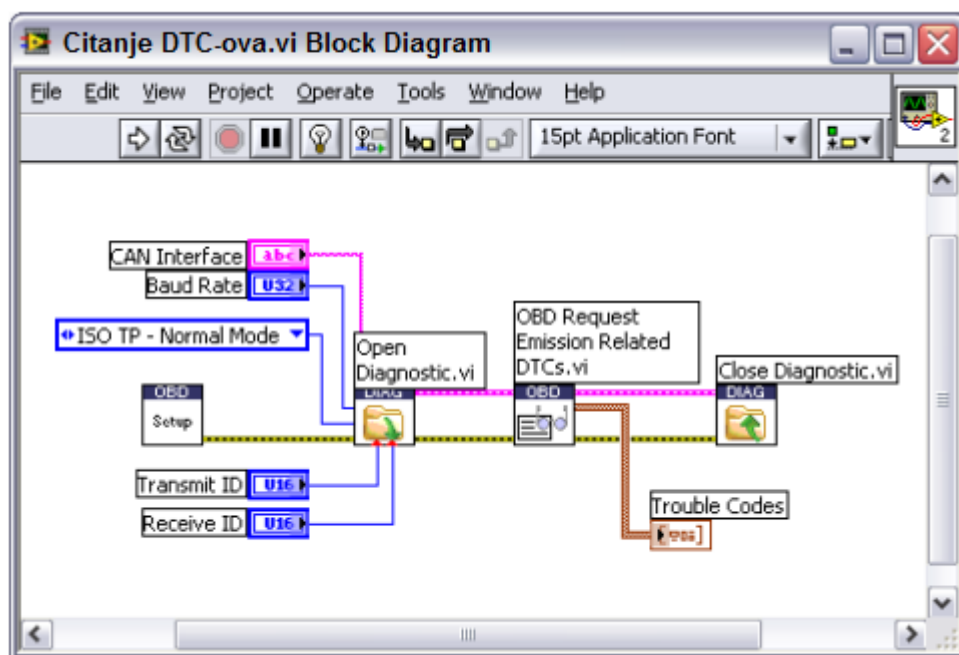 Citanje DTC-ova.vi Block Diagram
File Edit View Project Operate Tools Window Help
15pt Application Font
2
CAN Interface abc
Baud Rate U32
ISO TP - Normal Mode
Open
Diagnostic.vi
OBD Request
Emission Related
DTCs.vi
Close Diagnostic.vi
OBD
Setup
DIAG
OBD
DIAG
Transmit ID U16
Receive ID U16
Trouble Codes